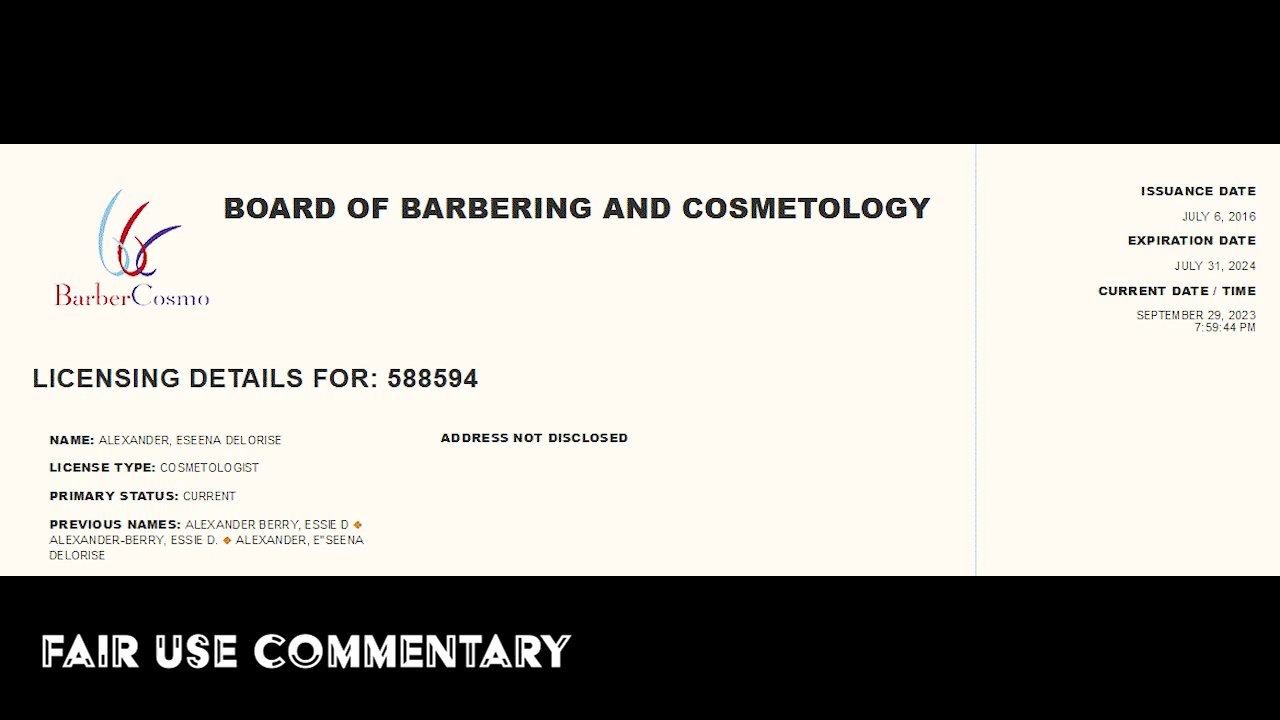 BOARD OF BARBERING AND COSMETOLOGY
BarberCosmo
ISSUANCE DATE
JULY 6, 2016
EXPIRATION DATE
JULY 31, 2024
CURRENT DATE / TIME
SEPTEMBER 29, 2023
7:59:44 PM
LICENSING DETAILS FOR: 588594
NAME: ALEXANDER, ESEENA DELORISE
LICENSE TYPE: COSMETOLOGIST
PRIMARY STATUS: CURRENT
PREVIOUS NAMES: ALEXANDER BERRY, ESSIE D ❖
ALEXANDER-BERRY, ESSIE D. ❖ ALEXANDER, E"SEENA
DELORISE
ADDRESS NOT DISCLOSED
FAIR USE COMMENTARY